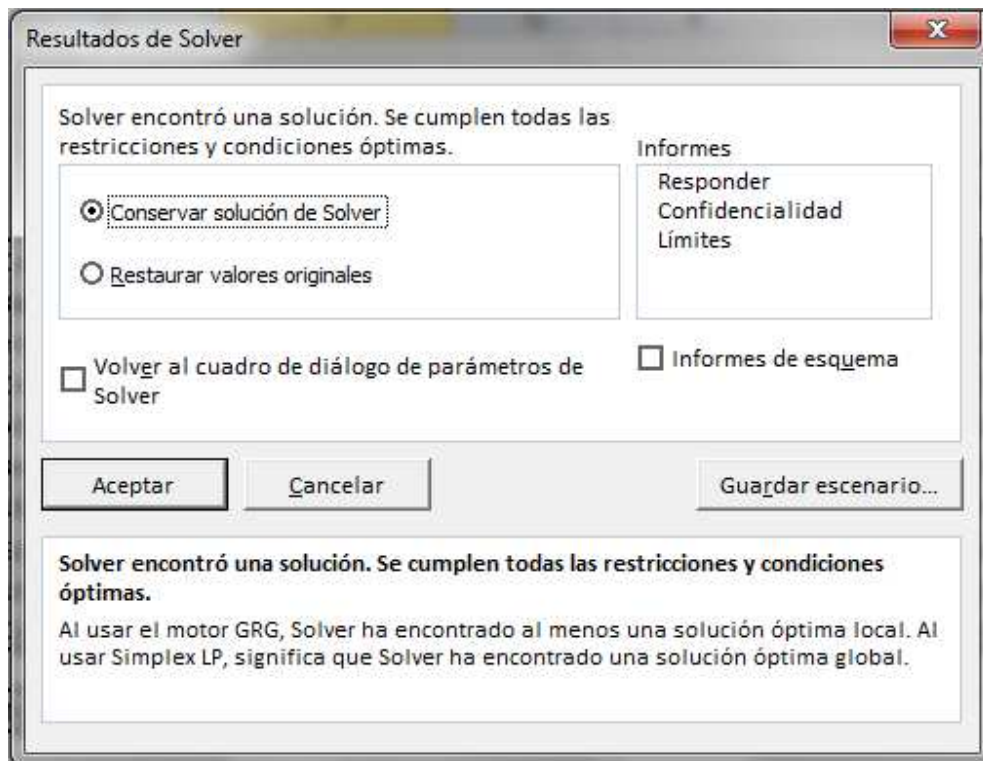 Resultados de Solver
Solver encontró una solución. Se cumplen todas las
restricciones y condiciones óptimas.
Conservar solución de Solver
Restaurar valores originales
Volver al cuadro de diálogo de parámetros de
Solver
Informes
Responder
Confidencialidad
Límites
Informes de esquema
Aceptar
Cancelar
Guardar escenario...
Solver encontró una solución. Se cumplen todas las restricciones y condiciones
óptimas.
Al usar el motor GRG, Solver ha encontrado al menos una solución óptima local. Al
usar Simplex LP, significa que Solver ha encontrado una solución óptima global.